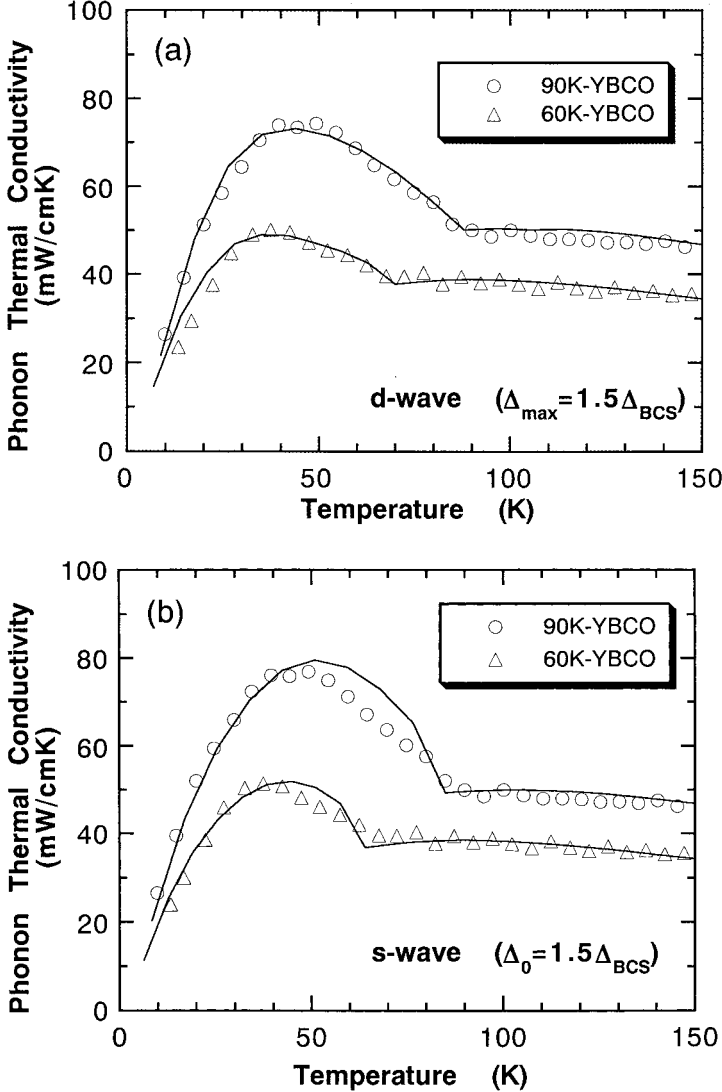 100
(a)
90K-YBCO
60K-YBCO
80
60
40
20
0
Phonon Thermal Conductivity
(mW/cmK)
d-wave (Δmax=1.5ΔBCS)
0 50 100 150
Temperature (K)
100
(b)
90K-YBCO
60K-YBCO
80
60
40
20
0
Phonon Thermal Conductivity
(mW/cmK)
s-wave (Δ0=1.5ΔBCS)
0 50 100 150
Temperature (K)